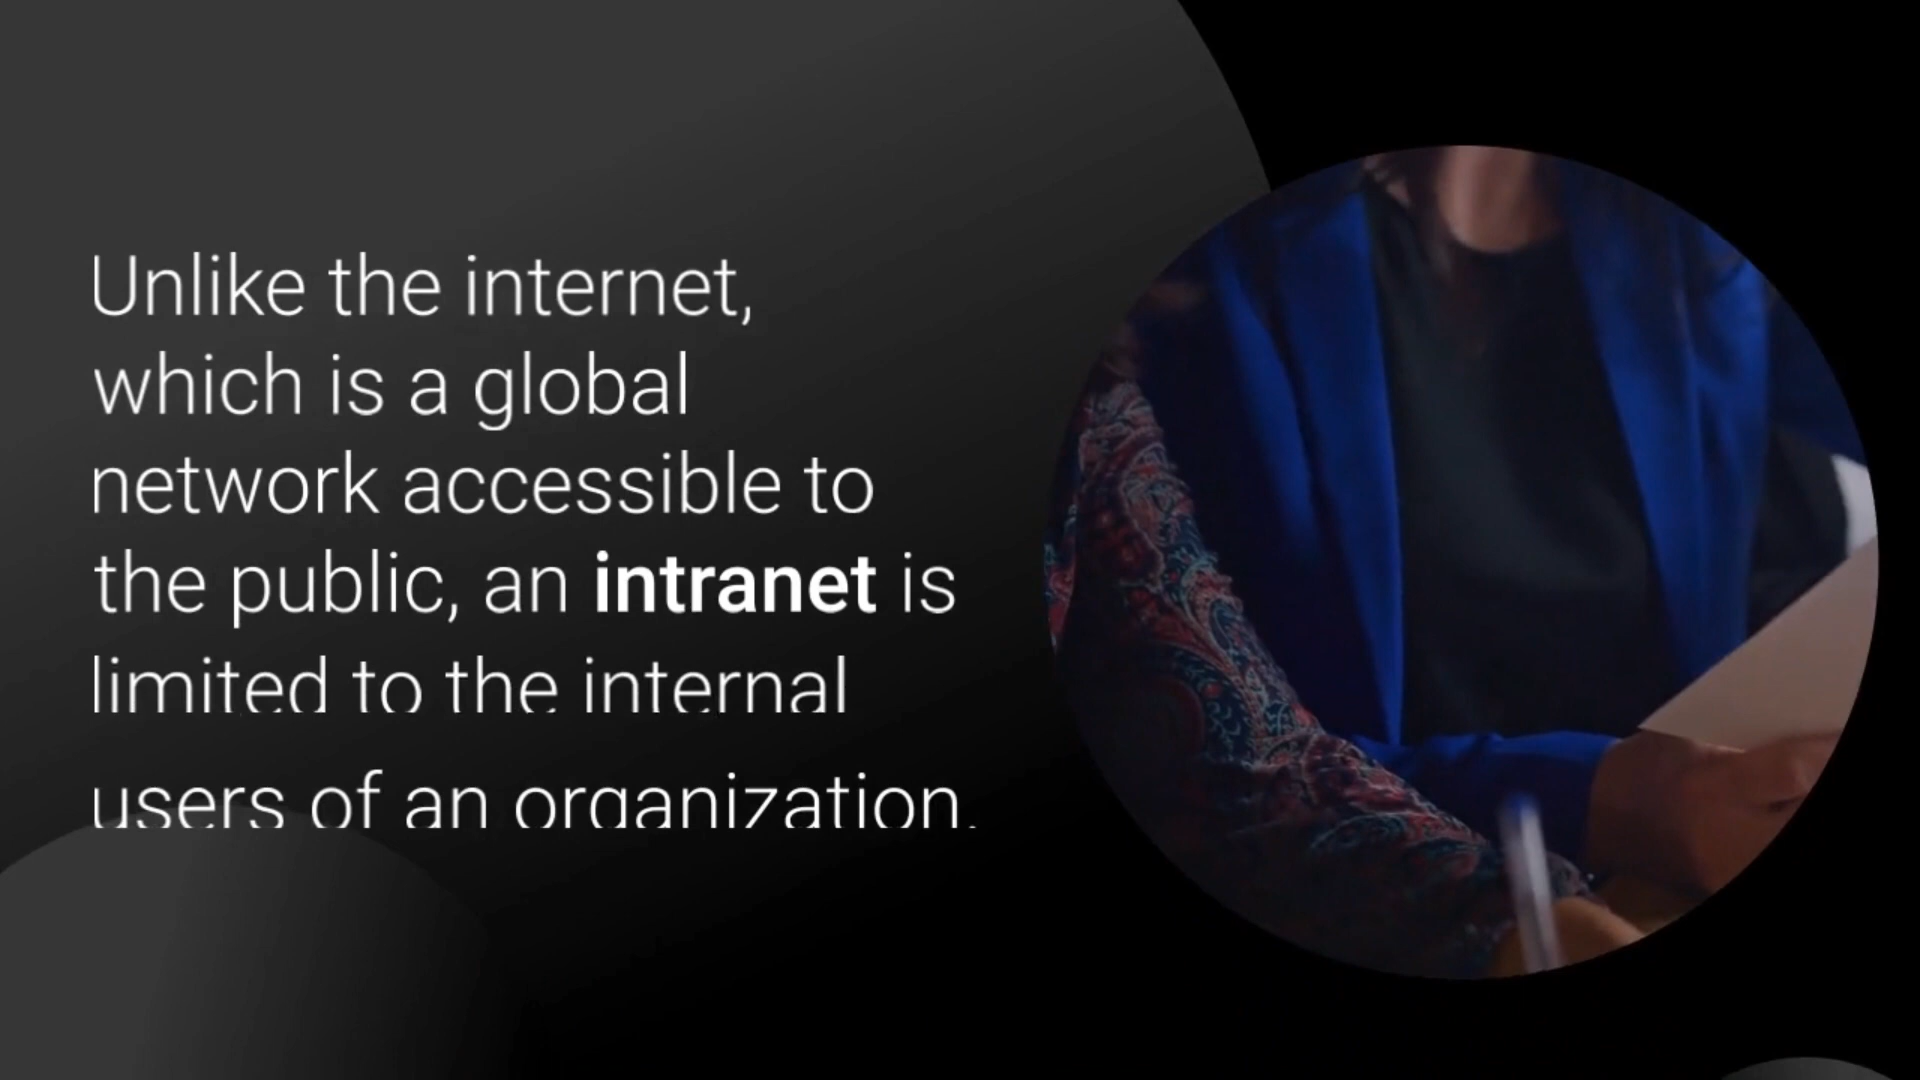 Unlike the internet,
which is a global
network accessible to
the public, an intranet is
limited to the internal
users of an organization.